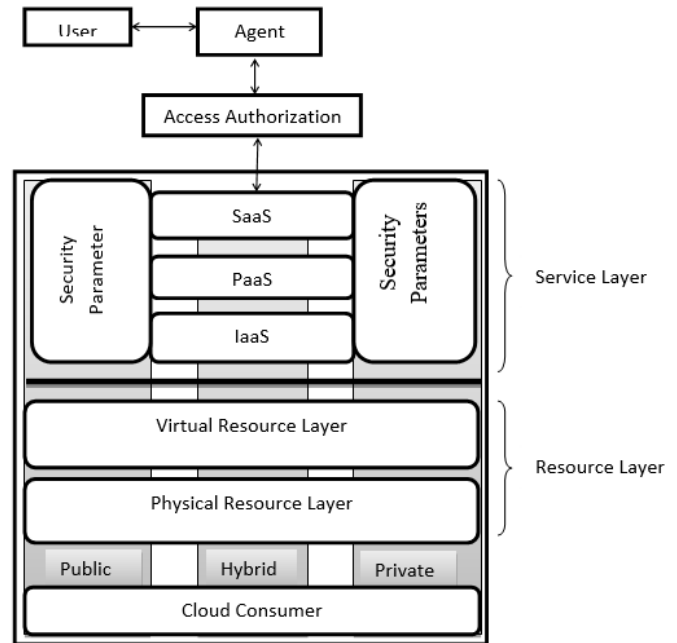 User
Agent
Access Authorization
Security
Parameter
SaaS
PaaS
IaaS
Security
Parameters
Service Layer
Virtual Resource Layer
Physical Resource Layer
Resource Layer
Public
Hybrid
Private
Cloud Consumer